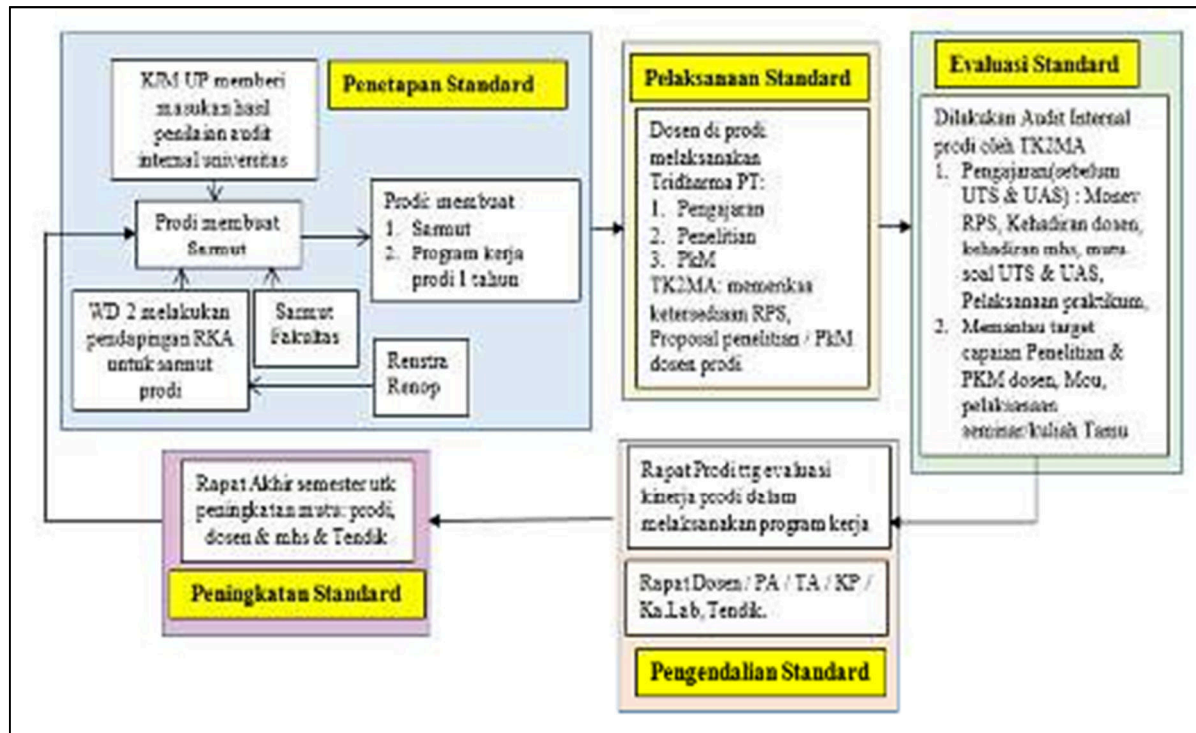 Penetapan Standard
KJM UP memberi
masukan hasil
penilaian audit
internal universitas
Prodi membuat
Sarmut
WD 2 melakukan
pendapingan RKA
untuk sarmut
prodi
Sarmut
Fakultas
Renstra
Renop
Prodi membuat
1. Sarmut
2. Program kerja
prodi 1 tahun
Pelaksanaan Standard
Dosen di prodi
melaksanakan
Tridharma PT:
1. Pengajaran
2. Penelitian
3. PkM
TK2MA: memeriksa
ketersediaan RPS,
Proposal penelitian / PkM
dosen prodi
Evaluasi Standard
Dilakukan Audit Internal
prodi oleh TK2MA
1. Pengajaran(sebelum
UTS & UAS) : Monev
RPS, Kehadiran dosen,
kehadiran mhs, mutu
soal UTS & UAS,
Pelaksanaan praktikum,
2. Memantau target
capaian Penelitian &
PKM dosen, Mou,
pelaksanaan
seminar/kuliah Tamu
Rapat Prodi ttg evaluasi
kinerja prodi dalam
melaksanakan program kerja
Rapat Dosen / PA / TA / KP /
Ka.Lab, Tendik.
Pengendalian Standard
Rapat Akhir semester utk
peningkatan mutu: prodi,
dosen & mhs & Tendik
Peningkatan Standard